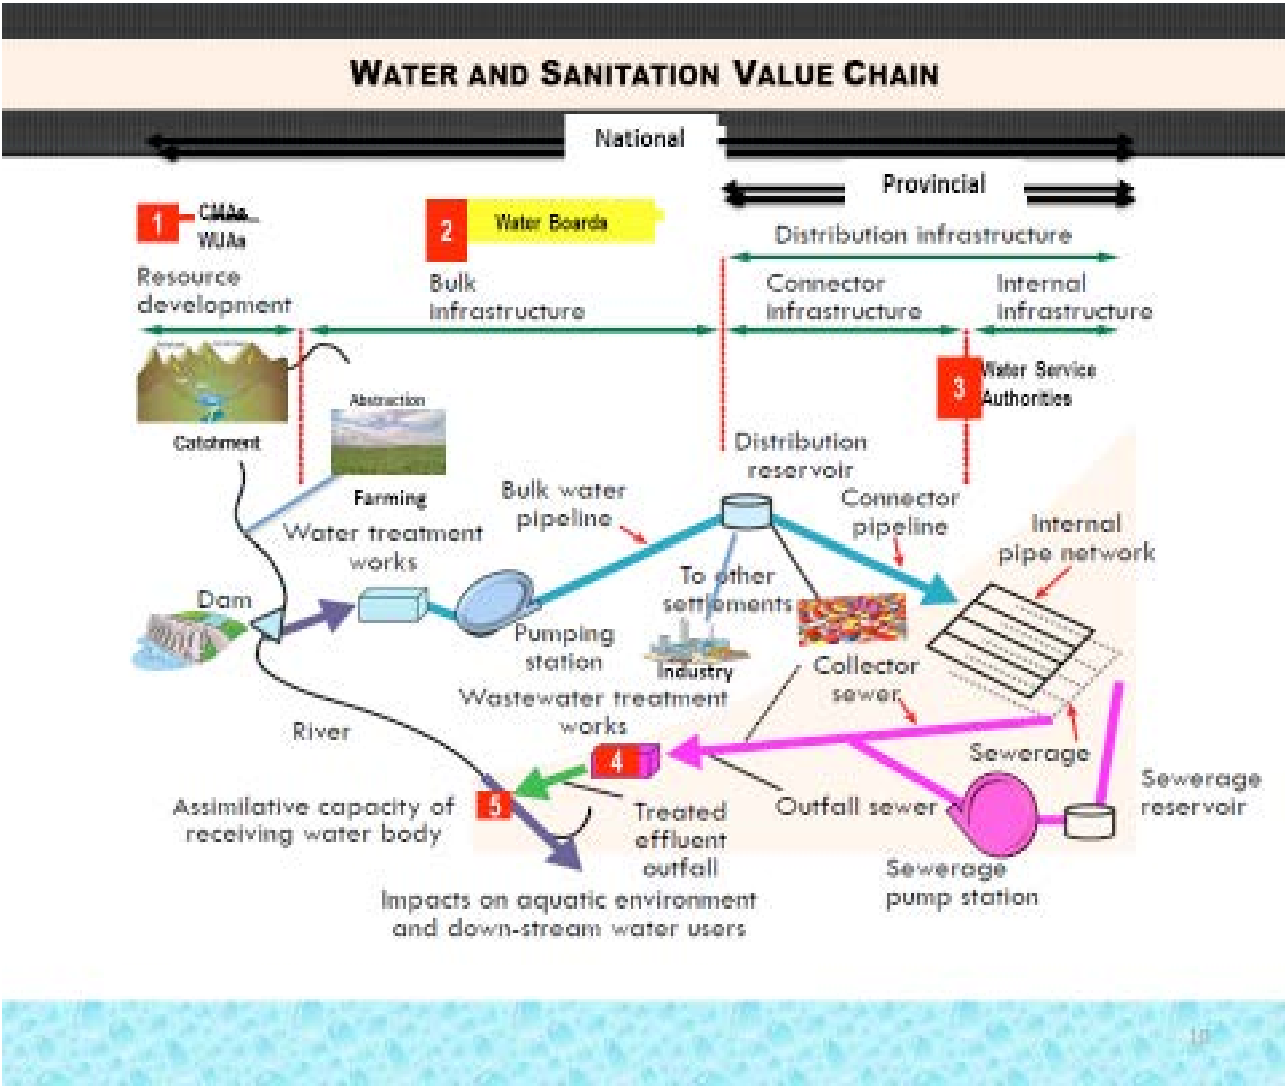 WATER AND SANITATION VALUE CHAIN
National
Provincial
1
CMAs
WUAs
2
Water Boards
Distribution infrastructure
Resource
development
Bulk
infrastructure
Connector
infrastructure
Internal
infrastructure
3
Water Service
Authorities
Abstraction
Catchment
Farming
Distribution
reservoir
Bulk water
pipeline
Connector
pipeline
Internal
pipe network
Water treatment
works
Dam
To other
settlements
Pumping
station
Industry
Collector
sewer
Wastewater treatment
works
River
4
Sewerage
5
Sewerage
reservoir
Assimilative capacity of
receiving water body
Treated
effluent
outfall
Outfall sewer
Sewerage
pump station
Impacts on aquatic environment
and down-stream water users